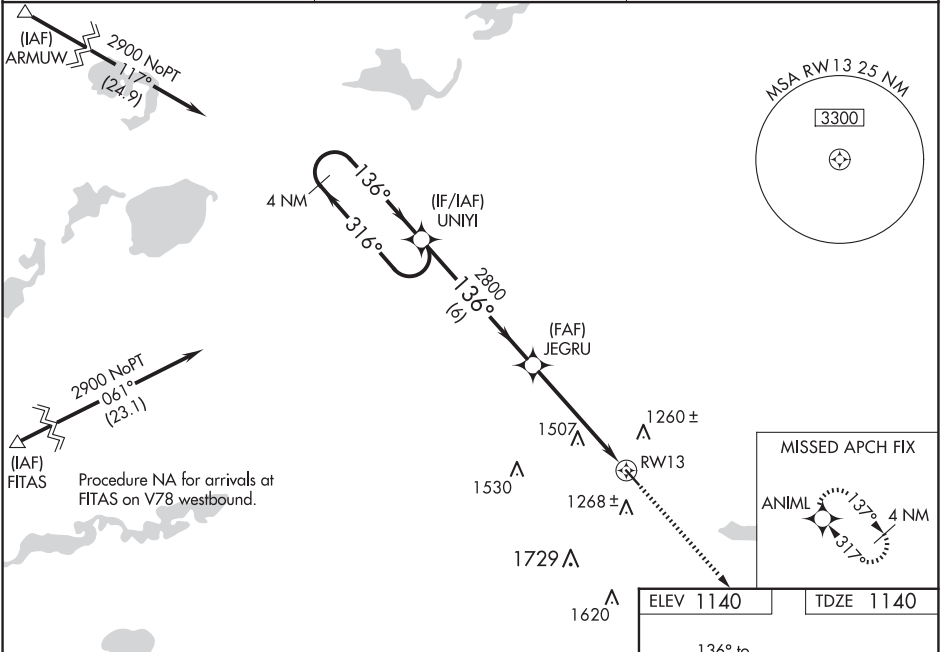 (IAF)
ARMUW
2900 NoPT
117°
(24.9)
MSA RW13 25 NM
3300
4 NM
136°
316°
(IF/IAF)
UNIYI
2800
136°
(6)
(FAF)
JEGRU
2900 NoPT
061°
(23.1)
(IAF)
FITAS
Procedure NA for arrivals at
FITAS on V78 westbound.
1507
1260 ±
RW13
1530
1268 ±
1729
1620
MISSED APCH FIX
ANIML
137°
4 NM
317°
ELEV 1140
TDZE 1140
136° to